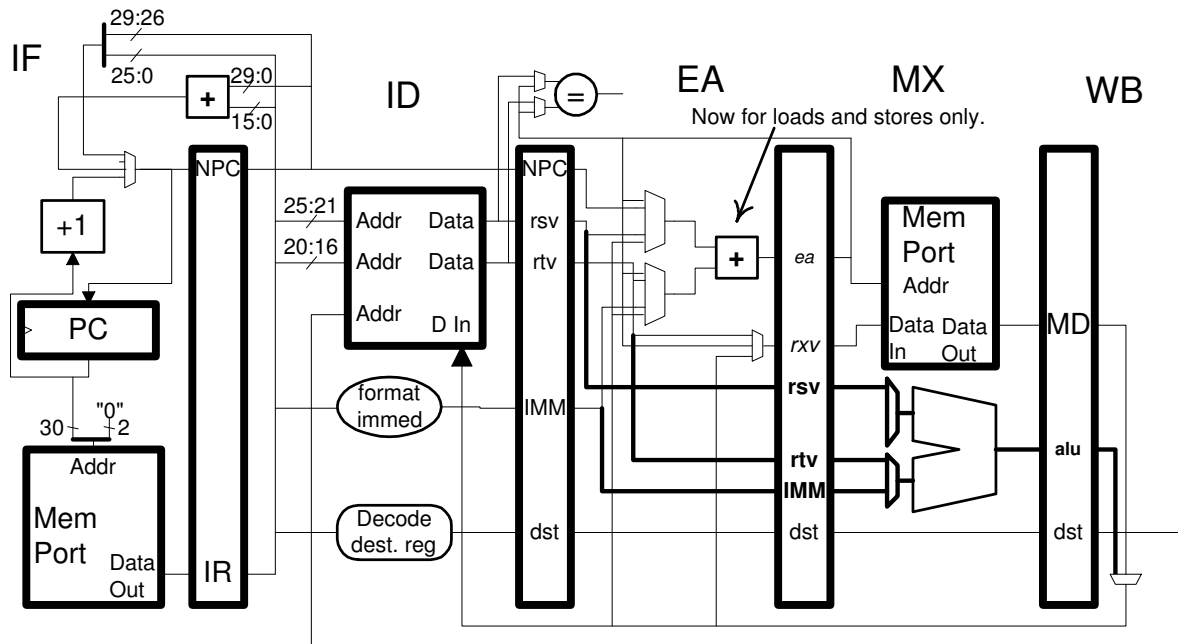 29:26
IF
25:0
29:0
+
15:0
ID
=
EA
MX
WB
Now for loads and stores only.
NPC
NPC
+1
25:21
Addr
Data
rsv
20:16
Addr
Data
rtv
+
ea
Mem
Port
Addr
PC
Addr
D In
rxv
Data
In
Data
Out
MD
format
immed
IMM
rsv
30
"0"
2
Addr
rtv
alu
IMM
Mem
Port
Decode
dest. reg
dst
dst
dst
Data
Out
IR